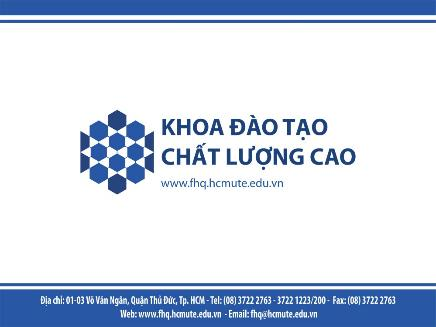 KHOA ĐÀO TẠO
CHẤT LƯỢNG CAO
www.fhq.hcmute.edu.vn
Địa chỉ: 01-03 Võ Văn Ngân, Quận Thủ Đức, Tp. HCM - Tel: (08) 3722 2763 - 3722 1223/200 - Fax: (08) 3722 2763
Web: www.fhq.hcmute.edu.vn - Email: fhq@hcmute.edu.vn